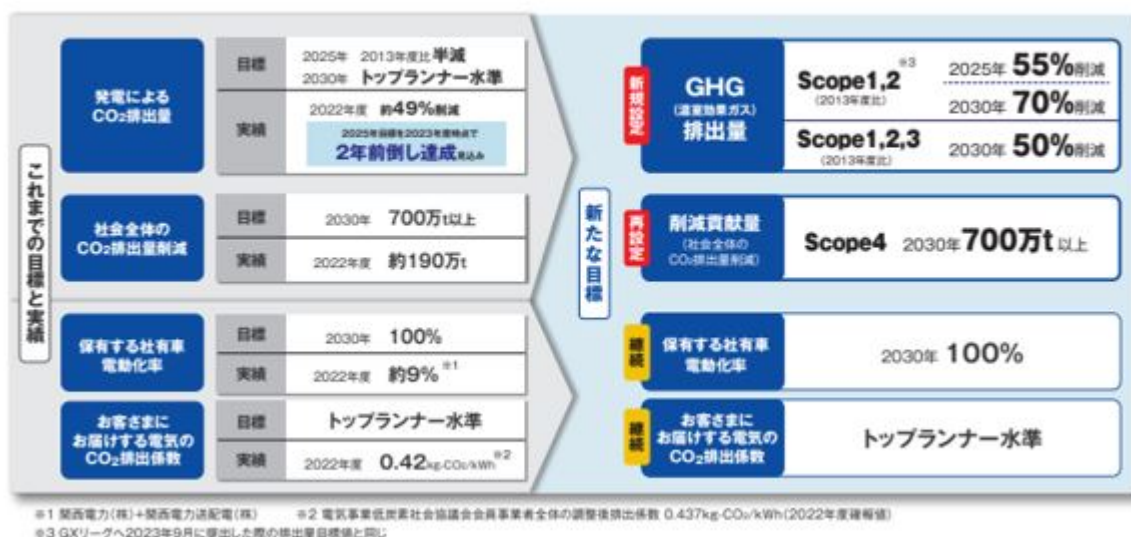 これまでの目標と実績
発電による
CO₂排出量
目標
2025年 2013年度比半減
2030年 トップランナー水準
実績
2022年度 約49%削減
2025年目標を2023年度時点で
2年前倒し達成見込み
社会全体の
CO₂排出量削減
目標
2030年 700万t以上
実績
2022年度 約190万t
保有する社有車
電動化率
目標
2030年 100%
実績
2022年度 約9%※1
お客さまに
お届けする電気の
CO₂排出係数
目標
トップランナー水準
実績
2022年度 0.42kg-CO₂/kWh※2
新たな目標
新規設定
GHG
(温室効果ガス)
排出量
Scope1,2※3
(2013年度比)
2025年 55%削減
2030年 70%削減
Scope1,2,3
(2013年度比)
2030年 50%削減
再設定
削減貢献量
(社会全体の
CO₂排出量削減)
Scope4 2030年700万t以上
継続
保有する社有車
電動化率
2030年 100%
継続
お客さまに
お届けする電気の
CO₂排出係数
トップランナー水準
※1 関西電力(株)+関西電力送配電(株) ※2 電気事業低炭素社会協議会会員事業者全体の調整後排出係数 0.437kg-CO₂/kWh(2022年度確報値)
※3 GXリーグへ2023年9月に提出した際の排出量目標値と同じ